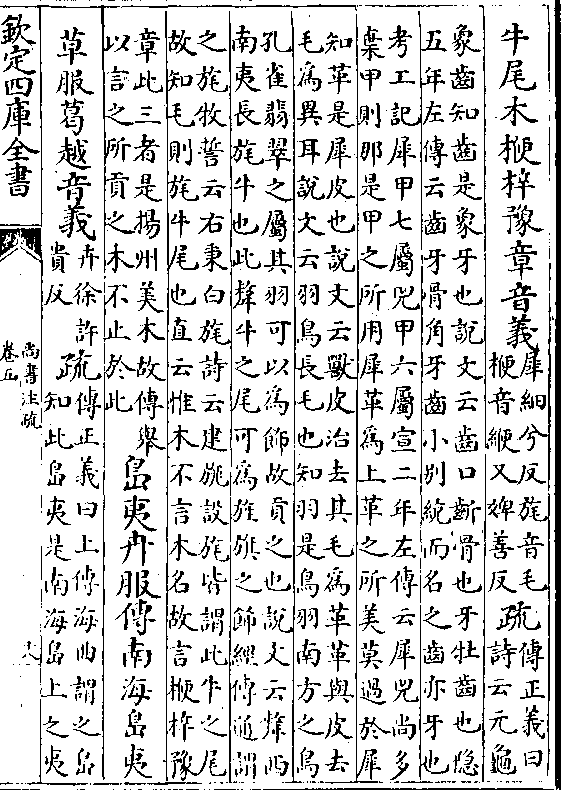 牛尾木楩梓豫章音義
犀細兮反旄音毛
楩音緶又婢善反
疏
傳正義曰
詩云元龜
象齒知齒是象牙也說文云齒口齗骨也牙牡齒也隱
五年左傳云齒牙骨角牙齒小別統而名之齒亦牙也
考工記犀甲七屬兕甲六屬宣二年左傳云犀兕尚多
棄甲則那是甲之所用犀革為上革之所美莫過於犀
知革是犀皮也說文云獸皮治去其毛為革革與皮去
毛為異耳說文云羽鳥長毛也知羽是鳥羽南方之鳥
孔雀翡翠之屬其羽可以為飾故貢之也說文云犛西
南夷長旄牛也此犛牛之尾可為旌旗之飾經傳通謂
之旄牧誓云右秉白旄詩云建旐設旄皆謂此牛之尾
故知毛則旄牛尾也直云惟木不言木名故言楩梓豫
章此三者是揚州美木故傳舉
以言之所貢之木不止於此
島夷卉服傳南海島夷
草服葛越音義
卉徐許
貴反
疏
傳正義曰上傳海曲謂之島
知此島夷是南海島上之夷
欽定四庫全書
尚書注疏
卷五